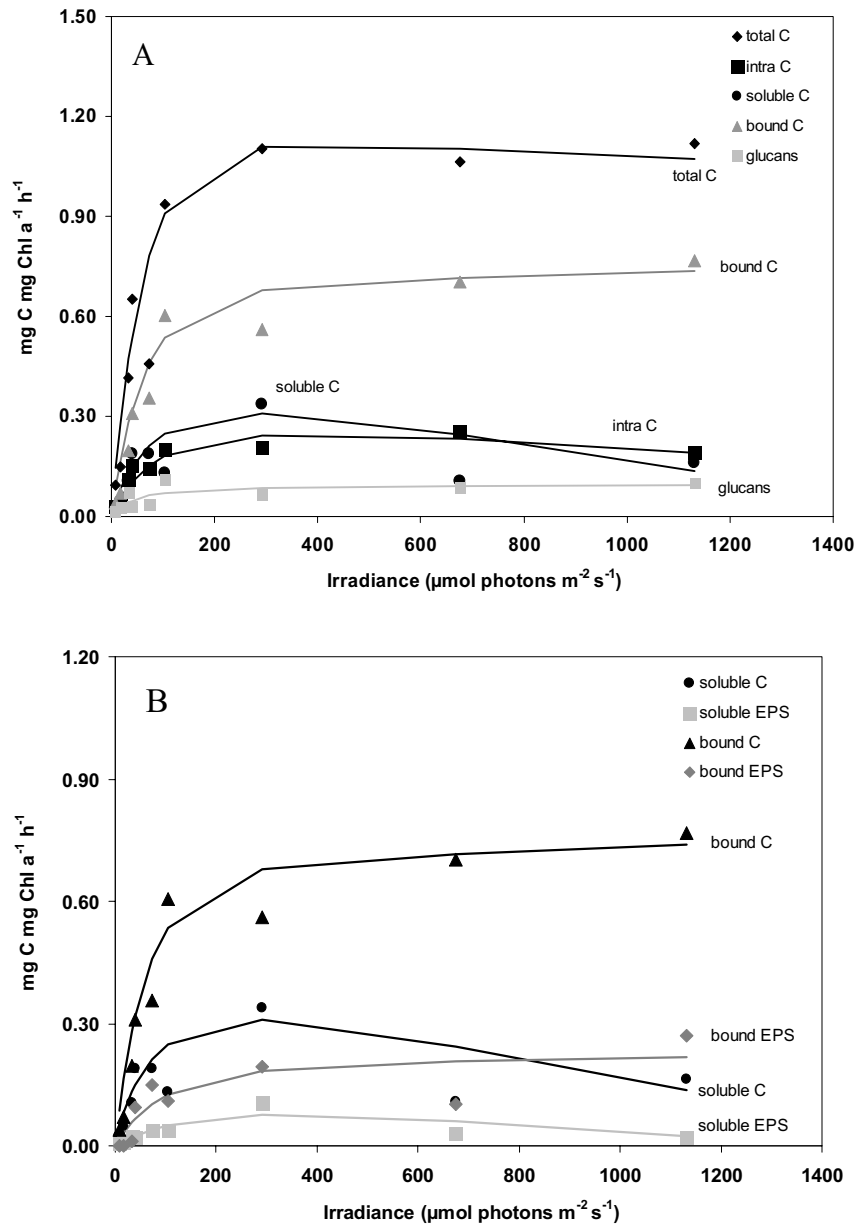 A
1.50
1.20
0.90
0.60
0.30
0.00
mg C mg Chl a⁻¹ h⁻¹
total C
intra C
soluble C
bound C
glucans
total C
bound C
soluble C
intra C
glucans
0 200 400 600 800 1000 1200 1400
Irradiance (µmol photons m⁻² s⁻¹)
B
1.20
0.90
0.60
0.30
0.00
mg C mg Chl a⁻¹ h⁻¹
soluble C
soluble EPS
bound C
bound EPS
bound C
bound EPS
soluble C
soluble EPS
0 200 400 600 800 1000 1200 1400
Irradiance (µmol photons m⁻² s⁻¹)